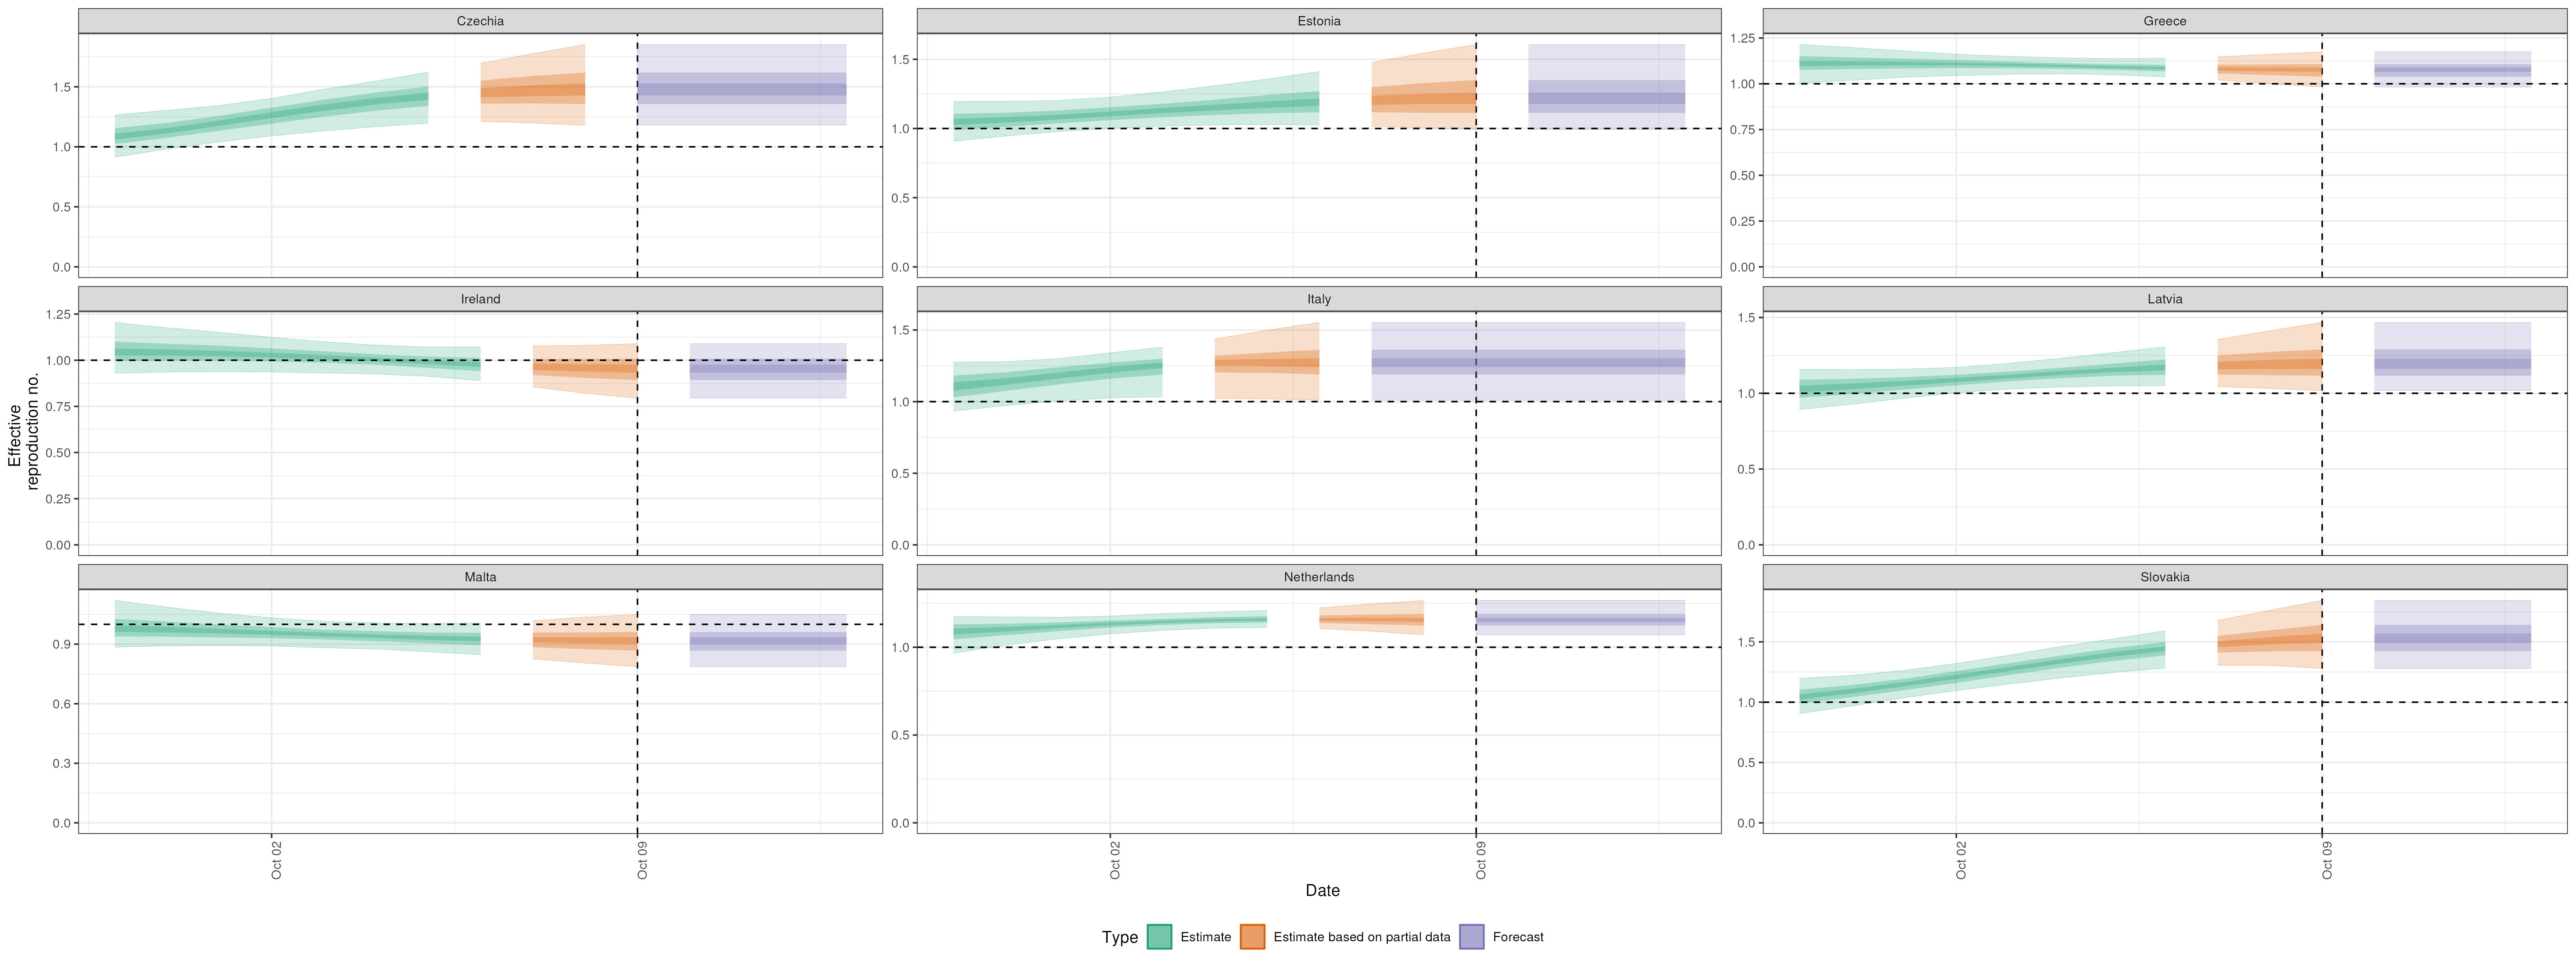 Czechia
Estonia
Greece
1.5
1.0
0.5
0.0
1.5
1.0
0.5
0.0
1.25
1.00
0.75
0.50
0.25
0.00
Ireland
Italy
Latvia
1.25
1.00
0.75
0.50
0.25
0.00
1.5
1.0
0.5
0.0
1.5
1.0
0.5
0.0
Effective
reproduction no.
Malta
Netherlands
Slovakia
0.9
0.6
0.3
0.0
1.0
0.5
0.0
1.5
1.0
0.5
0.0
Oct 02
Oct 09
Oct 02
Oct 09
Oct 02
Oct 09
Date
Type Estimate Estimate based on partial data Forecast